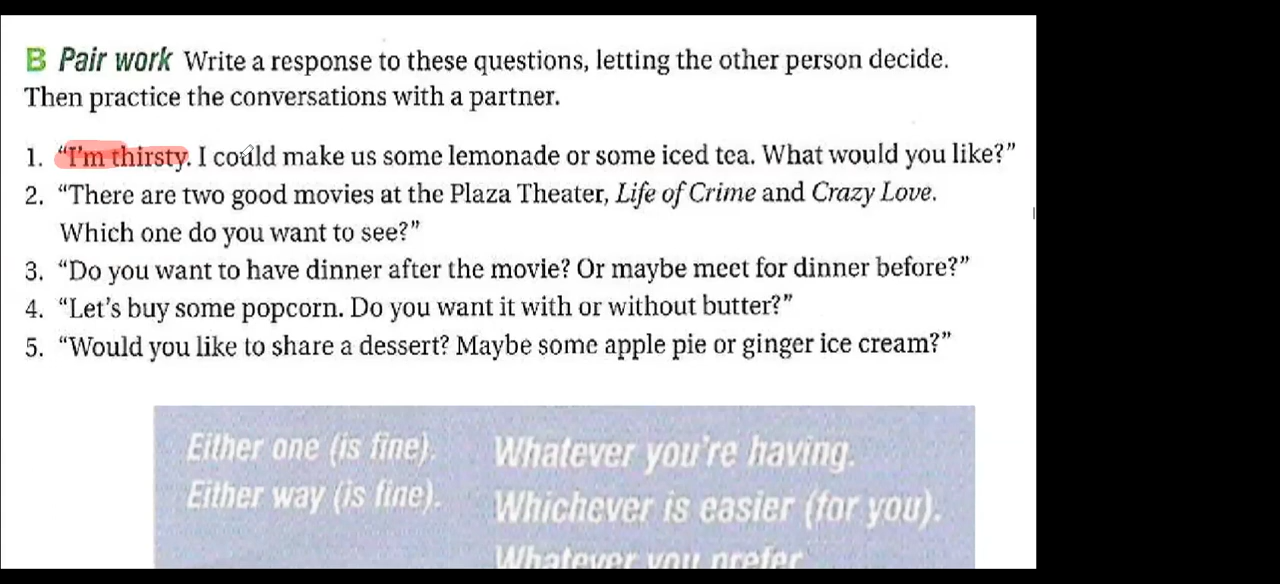 B Pair work Write a response to these questions, letting the other person decide.
Then practice the conversations with a partner.
1. “I’m thirsty. I could make us some lemonade or some iced tea. What would you like?”
2. “There are two good movies at the Plaza Theater, Life of Crime and Crazy Love.
Which one do you want to see?”
3. “Do you want to have dinner after the movie? Or maybe meet for dinner before?”
4. “Let’s buy some popcorn. Do you want it with or without butter?”
5. “Would you like to share a dessert? Maybe some apple pie or ginger ice cream?”
Either one (is fine). Whatever you’re having.
Either way (is fine). Whichever is easier (for you).
Whatever you prefer